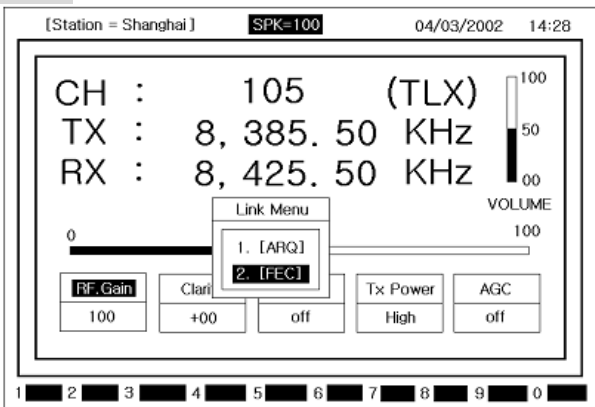 [Station = Shanghai] SPK=100 04/03/2002 14:28
CH : 105 (TLX)
100
TX : 8, 385. 50 KHz
50
RX : 8, 425. 50 KHz
00
VOLUME
Link Menu
0 100
1. [ARQ]
2. [FEC]
RF.Gain Tx Power AGC
100 +00 off High off
1 2 3 4 5 6 7 8 9 0